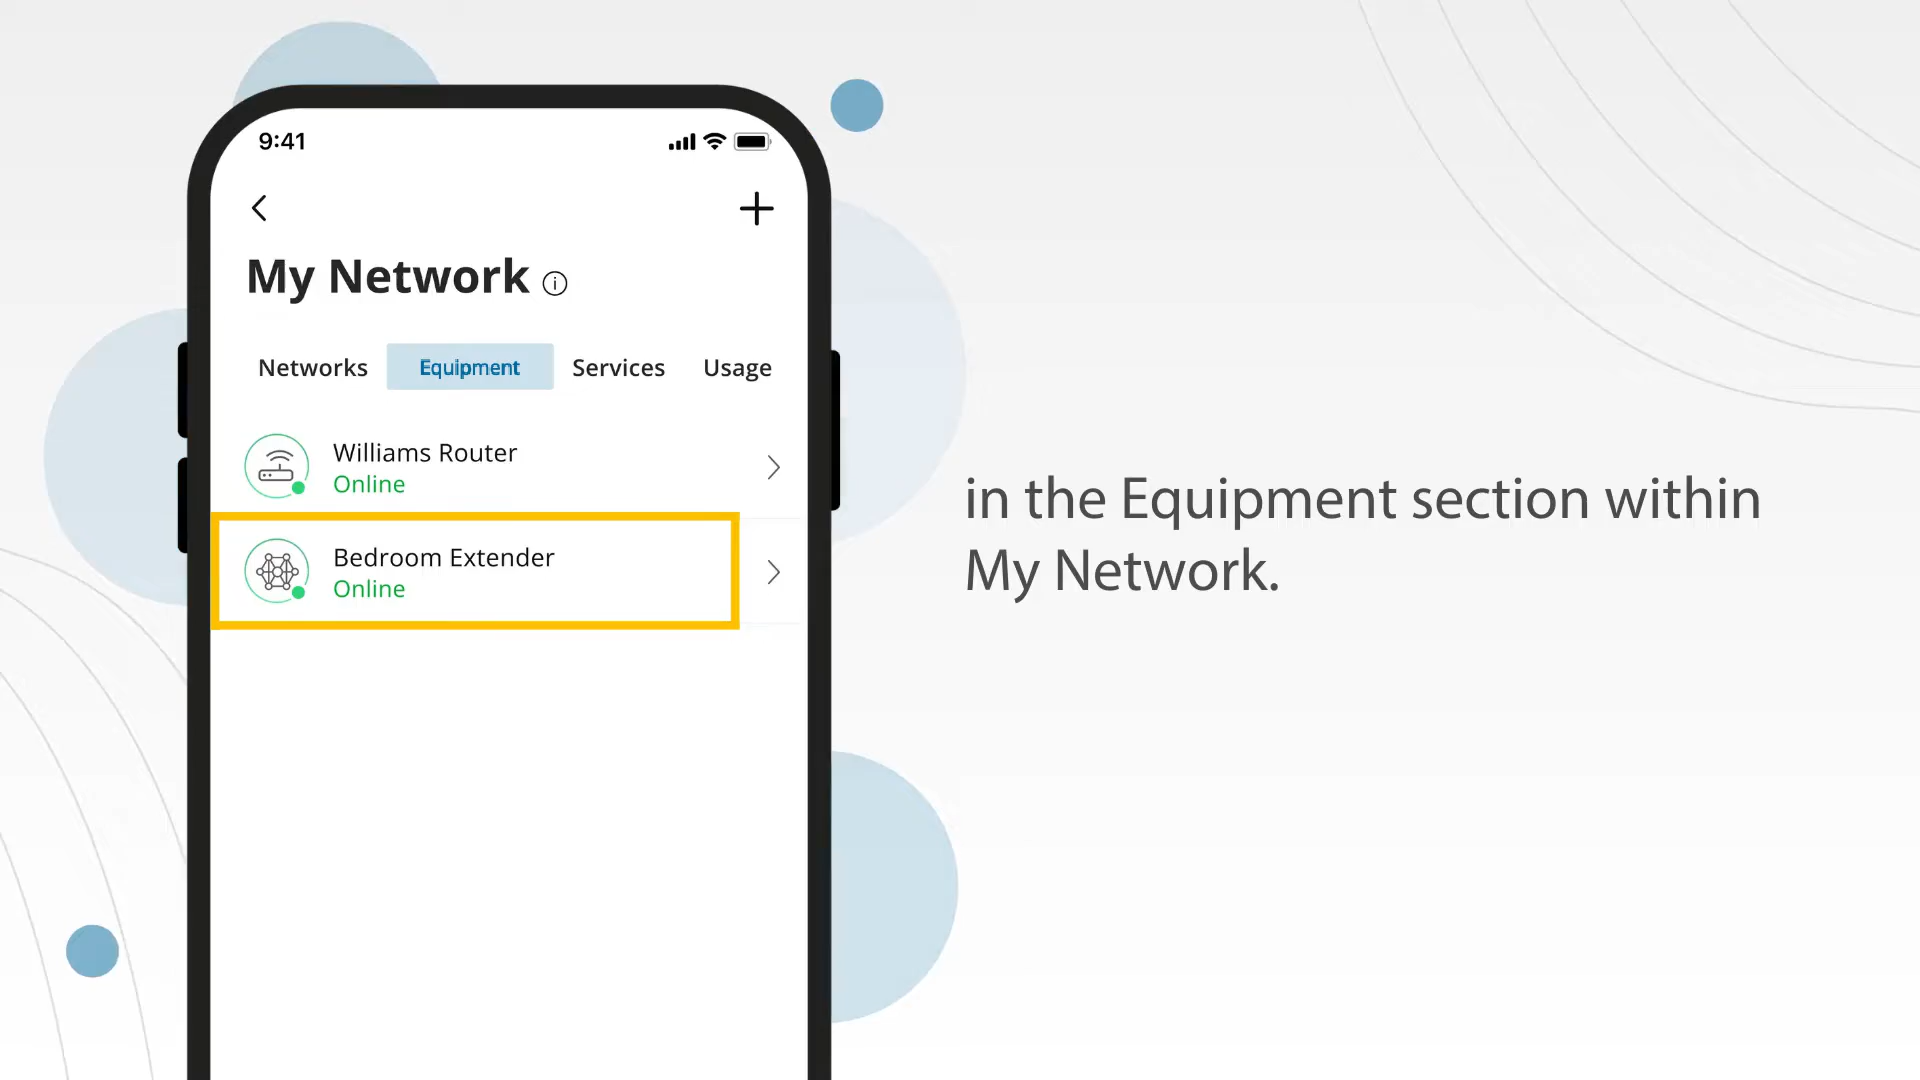 9:41
My Network
Networks Equipment Services Usage
Williams Router
Online
Bedroom Extender
Online
in the Equipment section within
My Network.